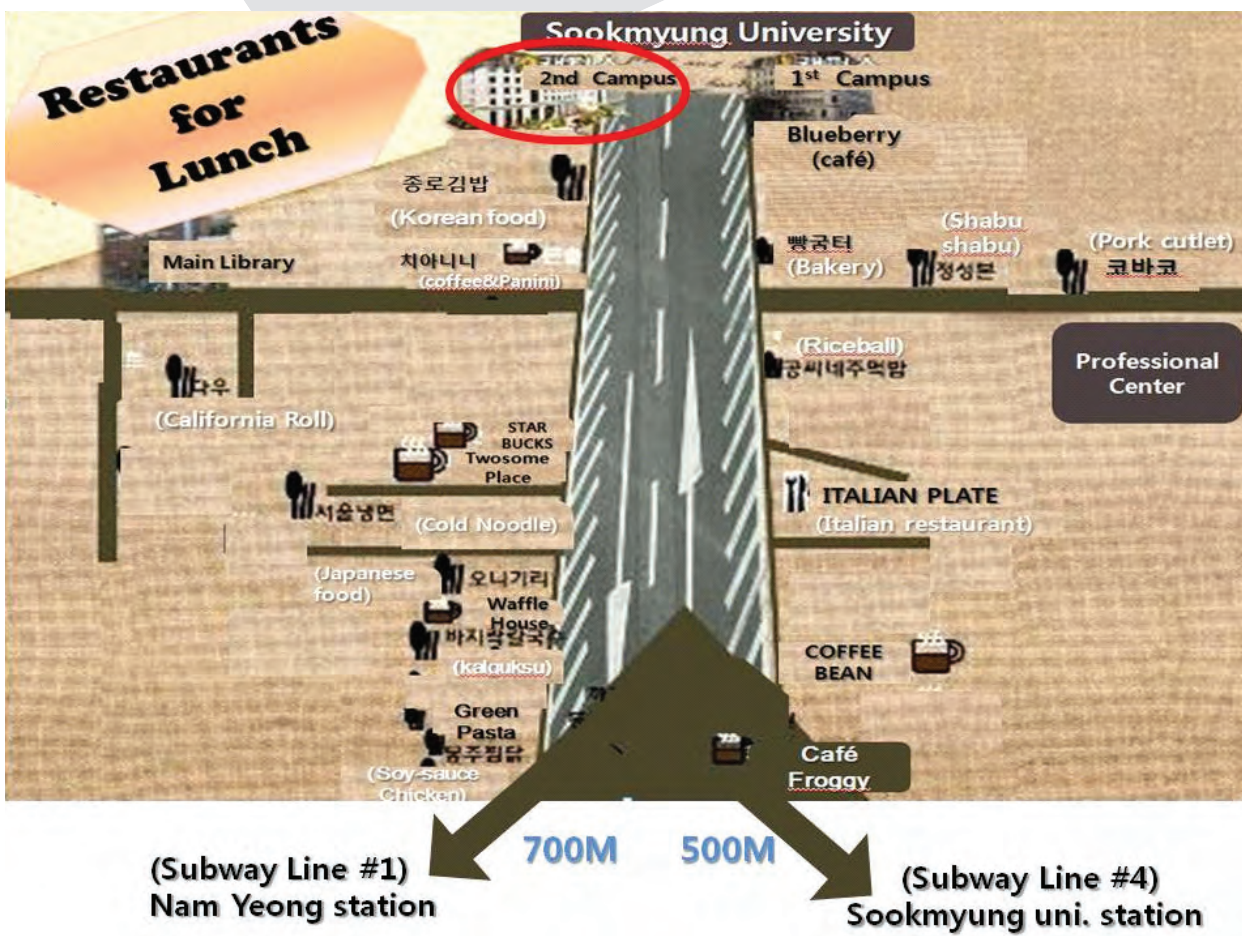 Sookmyung University
Restaurants
for
Lunch
2nd Campus
1st Campus
Blueberry
(café)
종로김밥
(Korean food)
Main Library
치아니니
(coffee&Panini)
빵굼터
(Bakery)
(Shabu
shabu)
정성본
(Pork cutlet)
코바코
(Riceball)
공씨네주먹밥
Professional
Center
다우
(California Roll)
STAR
BUCKS
Twosome
Place
서울냉면
(Cold Noodle)
ITALIAN PLATE
(Italian restaurant)
(Japanese
food)
오니기리
Waffle
House
바지락칼국수
(kalguksu)
COFFEE
BEAN
Green
Pasta
봉주찜닭
(Soy-sauce
Chicken)
Café
Froggy
700M
500M
(Subway Line #1)
Nam Yeong station
(Subway Line #4)
Sookmyung uni. station